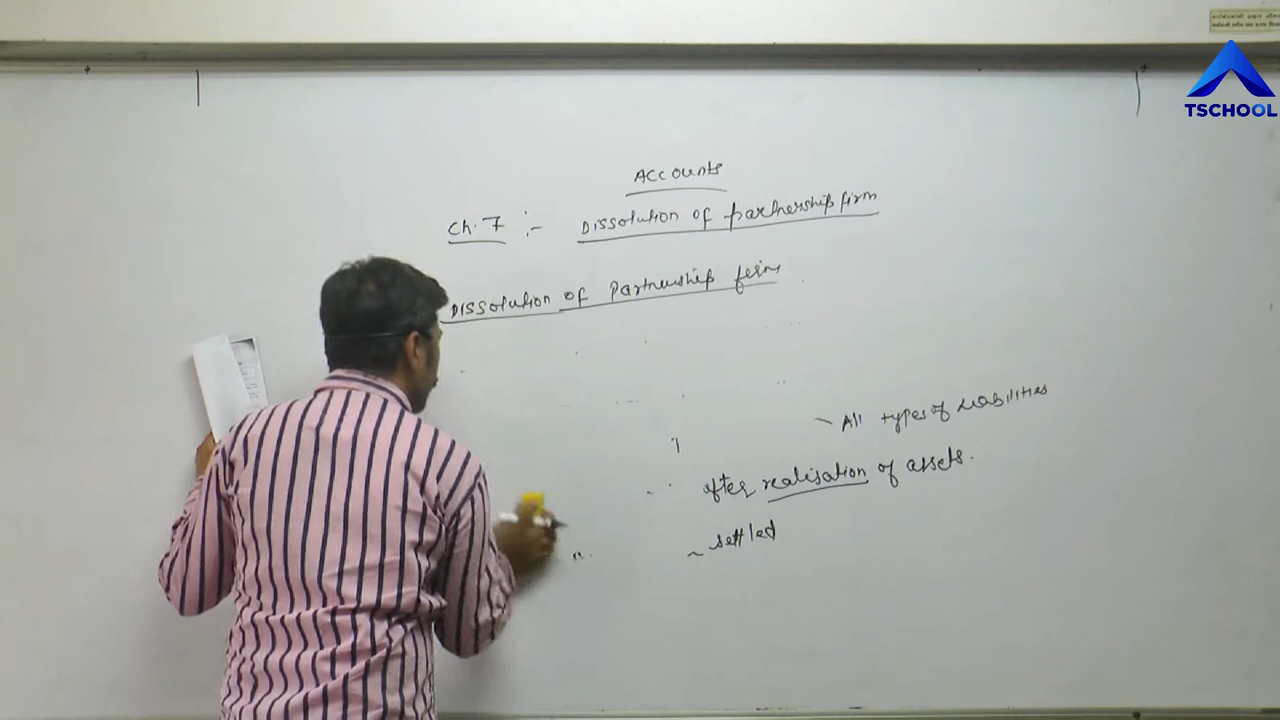 TSCHOOL
Accounts
Ch. 7 :- Dissolution of partnership firm
Dissolution of Partnership firm
All types of liabilities
after realisation of assets.
settled